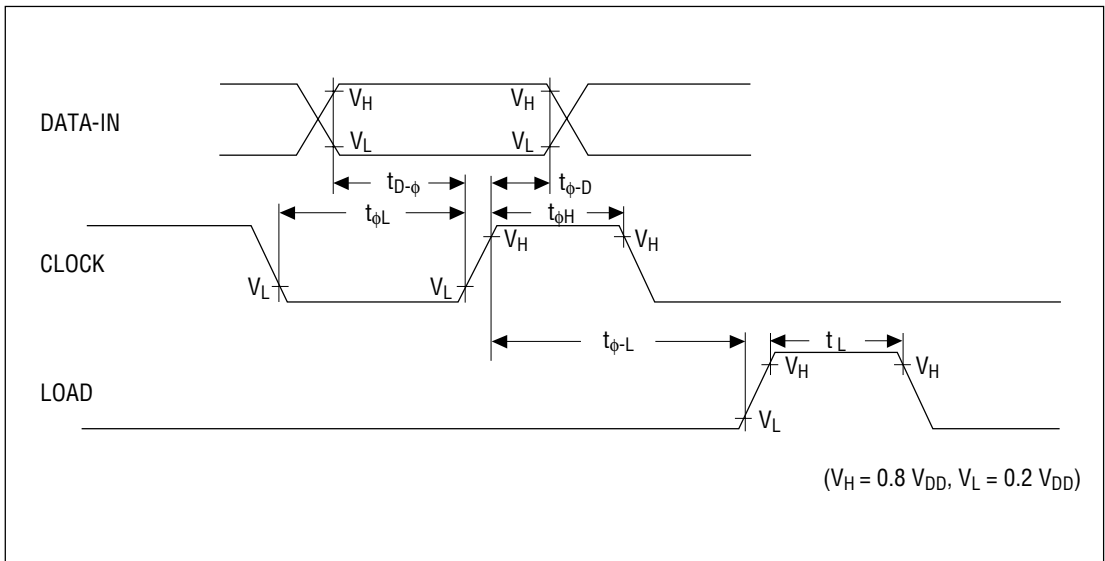 DATA-IN
V_H V_H
V_L V_L
t_D-ϕ t_ϕ-D
t_ϕL t_ϕH
CLOCK
V_H V_H
V_L V_L
t_ϕ-L t_L
LOAD
V_H V_H
V_L
(V_H = 0.8 V_DD, V_L = 0.2 V_DD)